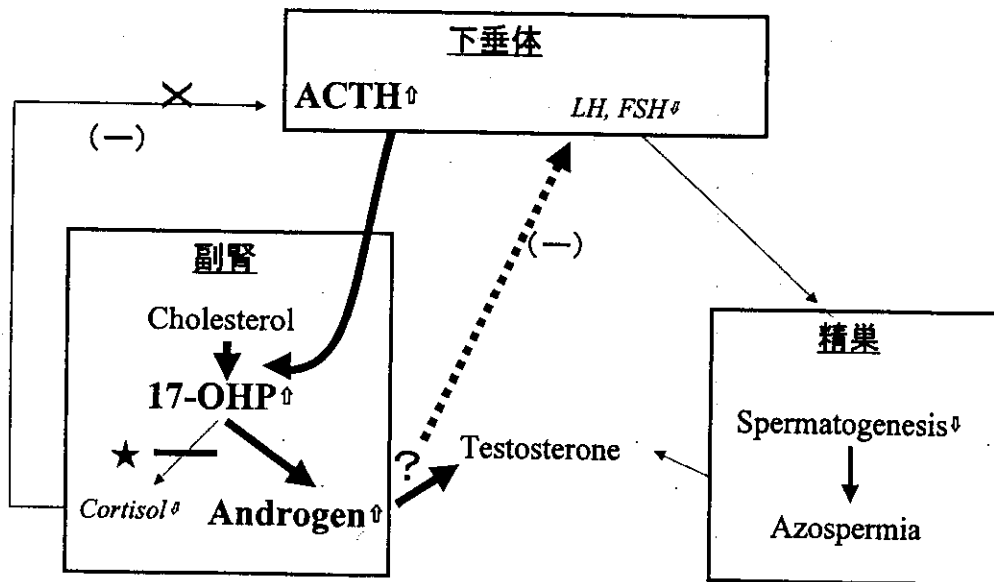 下垂体
ACTH⇧
LH, FSH⇩
(—)
(—)
副腎
Cholesterol
17-OHP⇧
★
Cortisol⇩
Androgen⇧
?
Testosterone
精巣
Spermatogenesis⇩
Azospermia